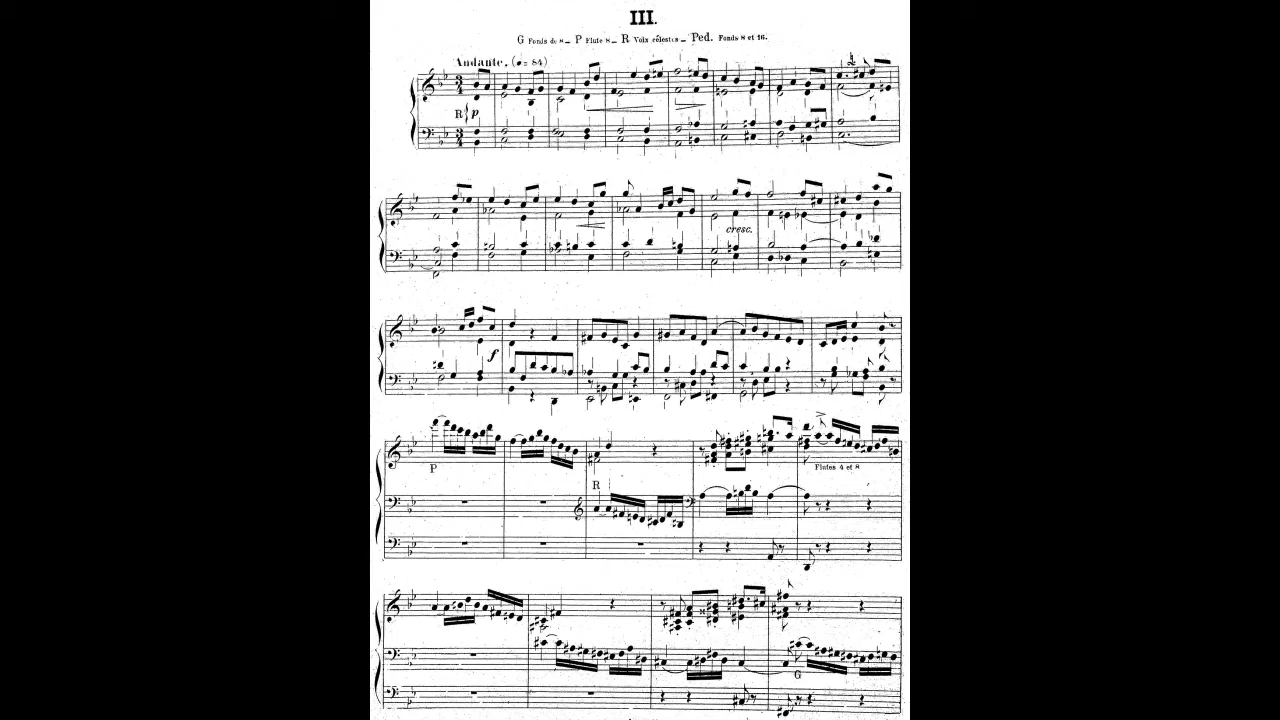 III.
G Fonds de 8 _ P Flute 8 _ R Voix célestes _ Ped. Fonds 8 et 16.
Andante. (♩= 84)
R p
cresc.
f
P
R
Flutes 4 et 8
G